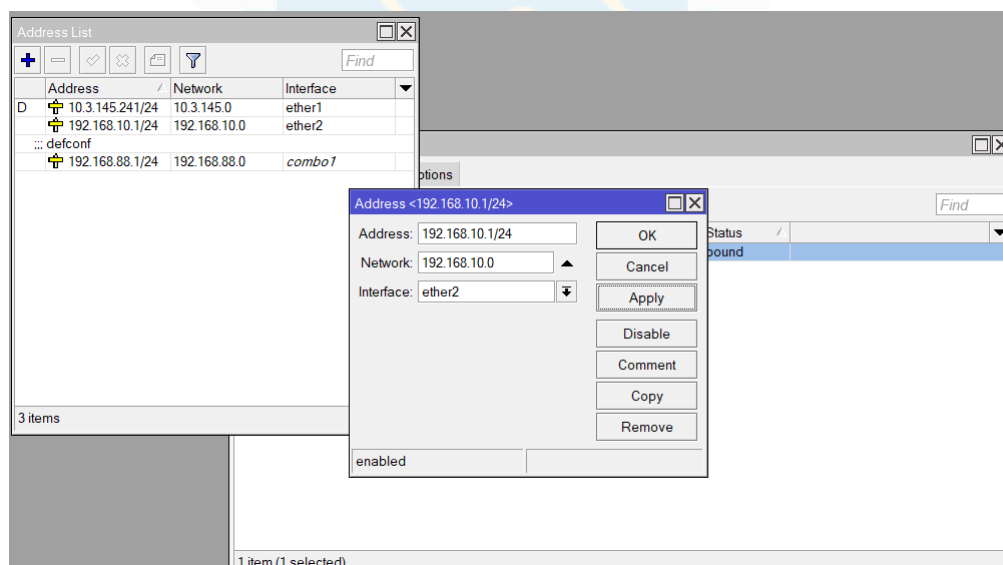 Address List
Find
Address Network Interface
D 10.3.145.241/24 10.3.145.0 ether1
192.168.10.1/24 192.168.10.0 ether2
;;; defconf
192.168.88.1/24 192.168.88.0 combo1
3 items
ptions
Find
Status
bound
1 item (1 selected)
Address <192.168.10.1/24>
Address: 192.168.10.1/24
Network: 192.168.10.0
Interface: ether2
OK
Cancel
Apply
Disable
Comment
Copy
Remove
enabled